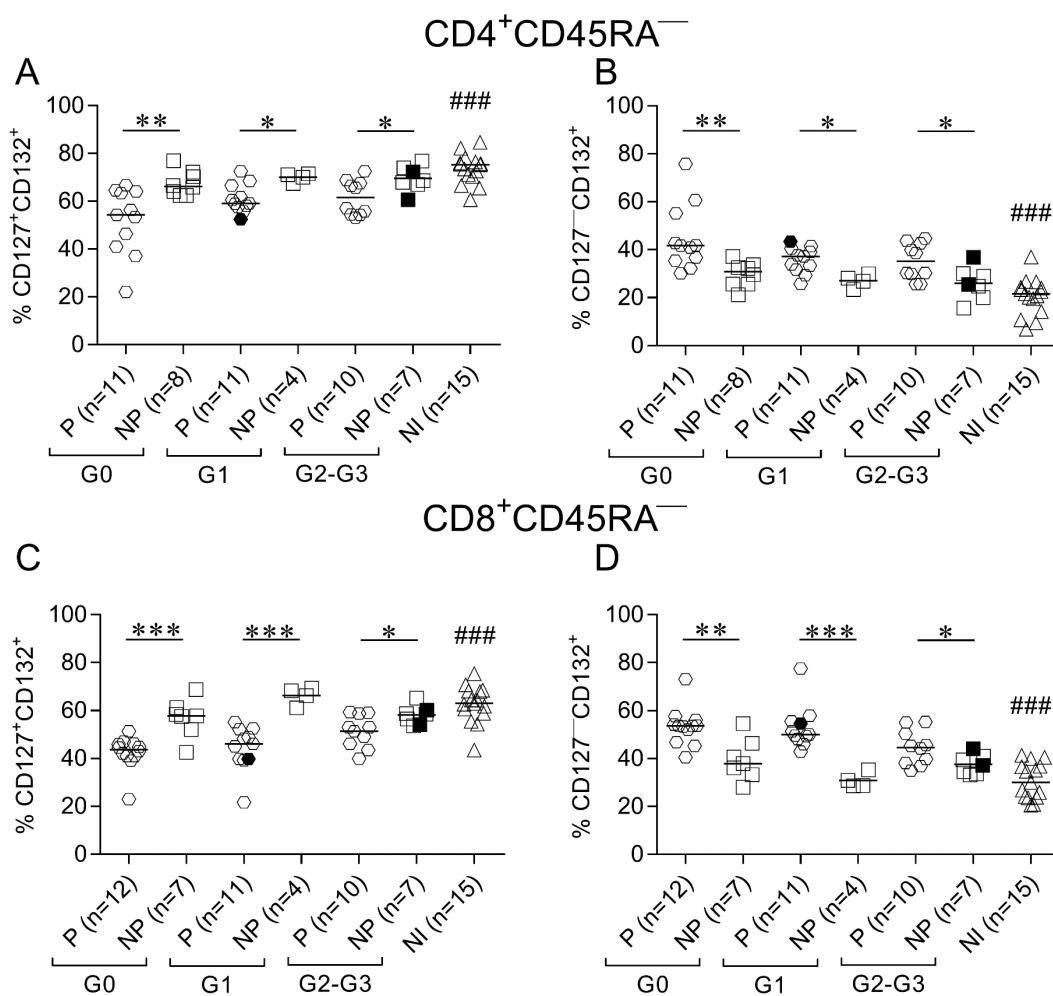 CD4⁺CD45RA—
A
% CD127⁺CD132⁺
100
80
60
40
20
0
** * * ###
P (n=11) NP (n=8) P (n=11) NP (n=4) P (n=10) NP (n=7) NI (n=15)
G0 G1 G2-G3
B
% CD127—CD132⁺
100
80
60
40
20
0
** * * ###
P (n=11) NP (n=8) P (n=11) NP (n=4) P (n=10) NP (n=7) NI (n=15)
G0 G1 G2-G3
CD8⁺CD45RA—
C
% CD127⁺CD132⁺
100
80
60
40
20
0
*** *** * ###
P (n=12) NP (n=7) P (n=11) NP (n=4) P (n=10) NP (n=7) NI (n=15)
G0 G1 G2-G3
D
% CD127—CD132⁺
100
80
60
40
20
0
** *** * ###
P (n=12) NP (n=7) P (n=11) NP (n=4) P (n=10) NP (n=7) NI (n=15)
G0 G1 G2-G3